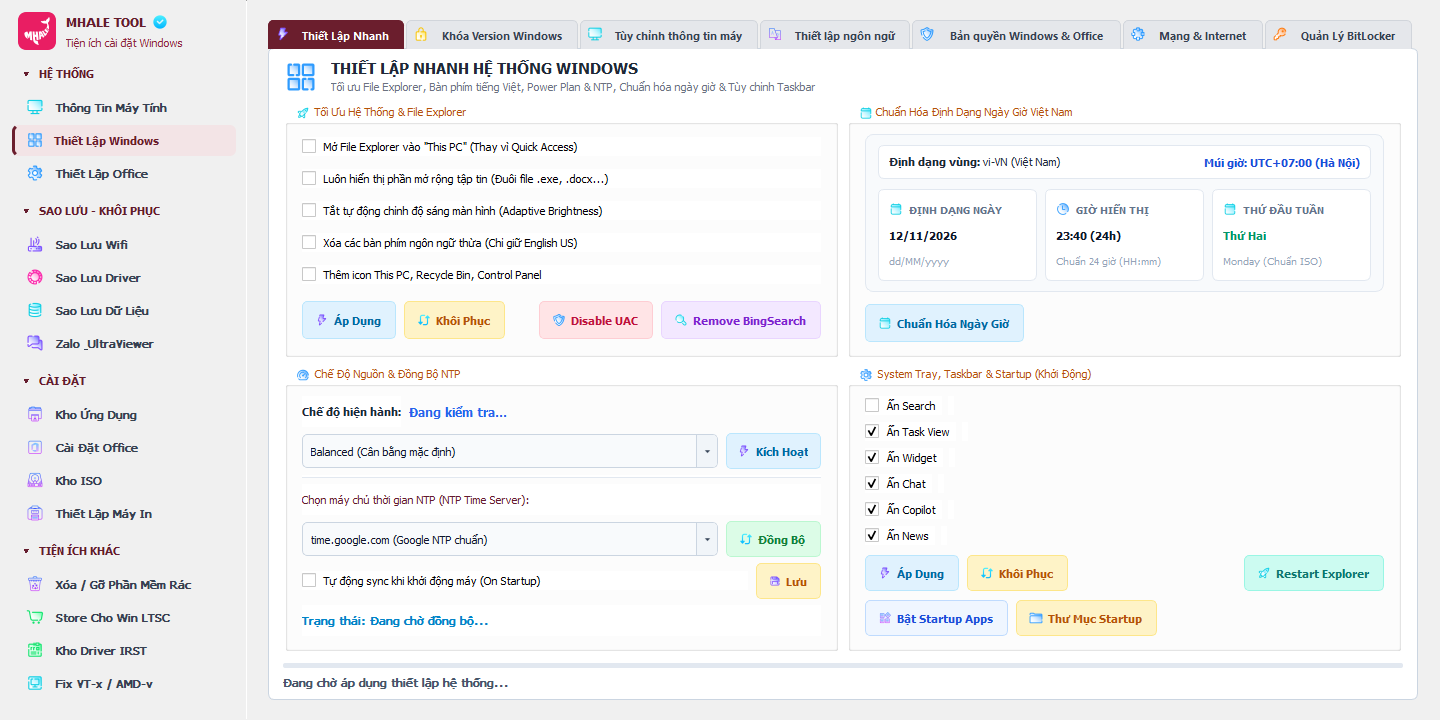 MHALE TOOL
Tiện ích cài đặt Windows
HỆ THỐNG
Thông Tin Máy Tính
Thiết Lập Windows
Thiết Lập Office
SAO LƯU - KHÔI PHỤC
Sao Lưu Wifi
Sao Lưu Driver
Sao Lưu Dữ Liệu
Zalo _UltraViewer
CÀI ĐẶT
Kho Ứng Dụng
Cài Đặt Office
Kho ISO
Thiết Lập Máy In
TIỆN ÍCH KHÁC
Xóa / Gỡ Phần Mềm Rác
Store Cho Win LTSC
Kho Driver IRST
Fix VT-x / AMD-v
Thiết Lập Nhanh
Khóa Version Windows
Tùy chỉnh thông tin máy
Thiết lập ngôn ngữ
Bản quyền Windows & Office
Mạng & Internet
Quản Lý BitLocker
THIẾT LẬP NHANH HỆ THỐNG WINDOWS
Tối ưu File Explorer, Bàn phím tiếng Việt, Power Plan & NTP, Chuẩn hóa ngày giờ & Tùy chỉnh Taskbar
Tối Ưu Hệ Thống & File Explorer
Mở File Explorer vào "This PC" (Thay vì Quick Access)
Luôn hiển thị phần mở rộng tập tin (Đuôi file .exe, .docx...)
Tắt tự động chỉnh độ sáng màn hình (Adaptive Brightness)
Xóa các bàn phím ngôn ngữ thừa (Chỉ giữ English US)
Thêm icon This PC, Recycle Bin, Control Panel
Áp Dụng
Khôi Phục
Disable UAC
Remove BingSearch
Chuẩn Hóa Định Dạng Ngày Giờ Việt Nam
Định dạng vùng: vi-VN (Việt Nam)
Múi giờ: UTC+07:00 (Hà Nội)
ĐỊNH DẠNG NGÀY
12/11/2026
dd/MM/yyyy
GIỜ HIỂN THỊ
23:40 (24h)
Chuẩn 24 giờ (HH:mm)
THỨ ĐẦU TUẦN
Thứ Hai
Monday (Chuẩn ISO)
Chuẩn Hóa Ngày Giờ
Chế Độ Nguồn & Đồng Bộ NTP
Chế độ hiện hành: Đang kiểm tra...
Balanced (Cân bằng mặc định)
Kích Hoạt
Chọn máy chủ thời gian NTP (NTP Time Server):
time.google.com (Google NTP chuẩn)
Đồng Bộ
Tự động sync khi khởi động máy (On Startup)
Lưu
Trạng thái: Đang chờ đồng bộ...
System Tray, Taskbar & Startup (Khởi Động)
Ẩn Search
Ẩn Task View
Ẩn Widget
Ẩn Chat
Ẩn Copilot
Ẩn News
Áp Dụng
Khôi Phục
Restart Explorer
Bật Startup Apps
Thư Mục Startup
Đang chờ áp dụng thiết lập hệ thống...